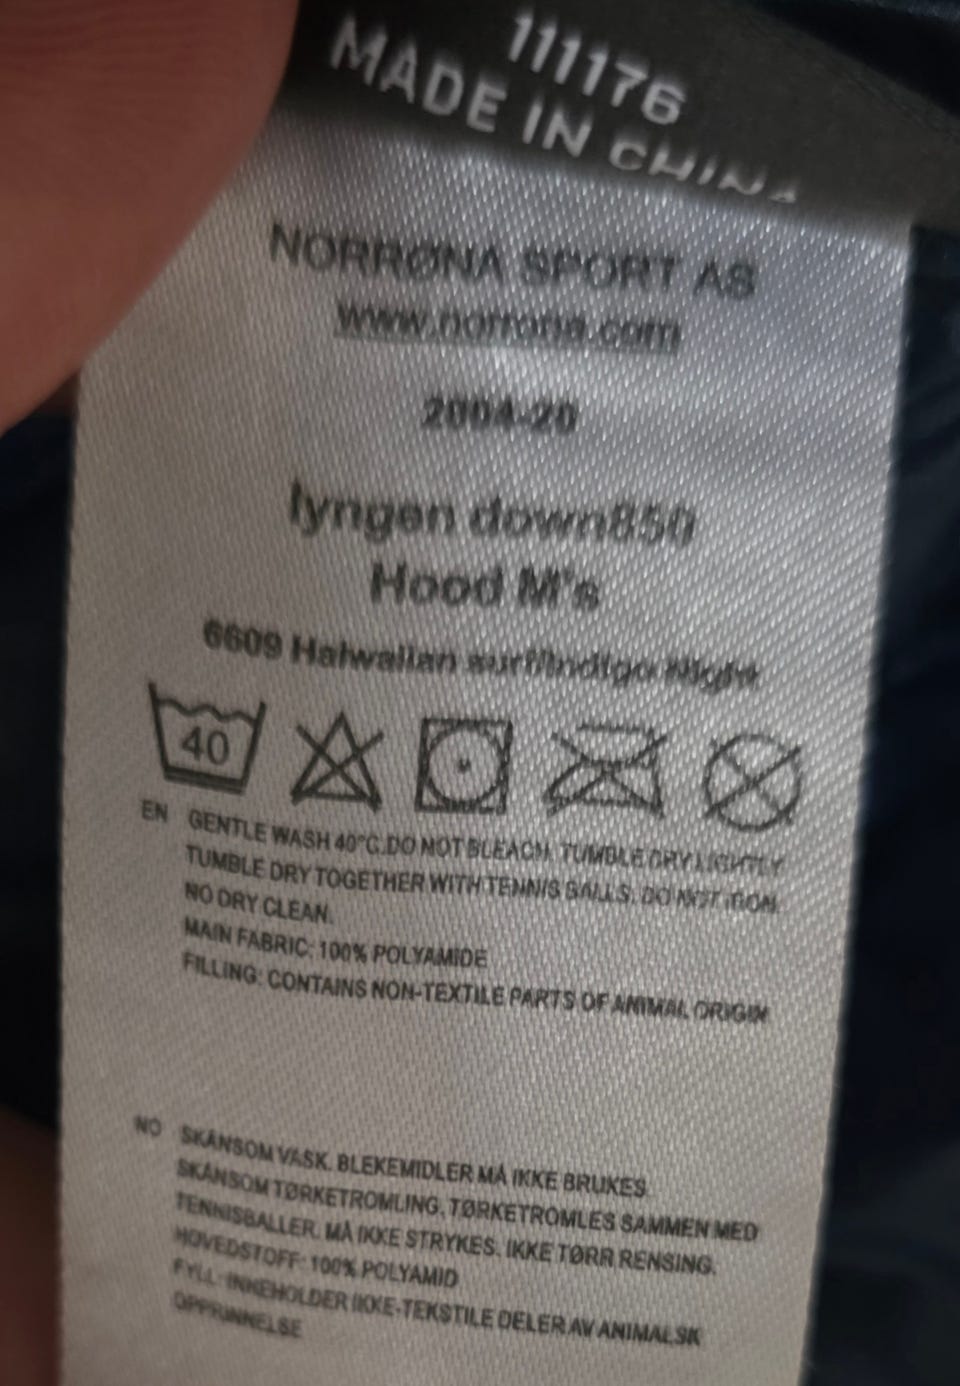 111176
MADE IN CHINA
NORRØNA SPORT AS
www.norrona.com
2004-20
lyngen down850
Hood M's
6609 Haiwaiian surf/Indigo Night
40
EN GENTLE WASH 40°C.DO NOT BLEACH. TUMBLE DRY LIGHTLY
TUMBLE DRY TOGETHER WITH TENNIS BALLS. DO NOT IRON.
NO DRY CLEAN.
MAIN FABRIC: 100% POLYAMIDE
FILLING: CONTAINS NON-TEXTILE PARTS OF ANIMAL ORIGIN
NO SKÅNSOM VASK. BLEKEMIDLER MÅ IKKE BRUKES.
SKÅNSOM TØRKETROMLING. TØRKETROMLES SAMMEN MED
TENNISBALLER. MÅ IKKE STRYKES. IKKE TØRR RENSING.
HOVEDSTOFF: 100% POLYAMID
FYLL: INNEHOLDER IKKE-TEKSTILE DELER AV ANIMALSK
OPPRINNELSE